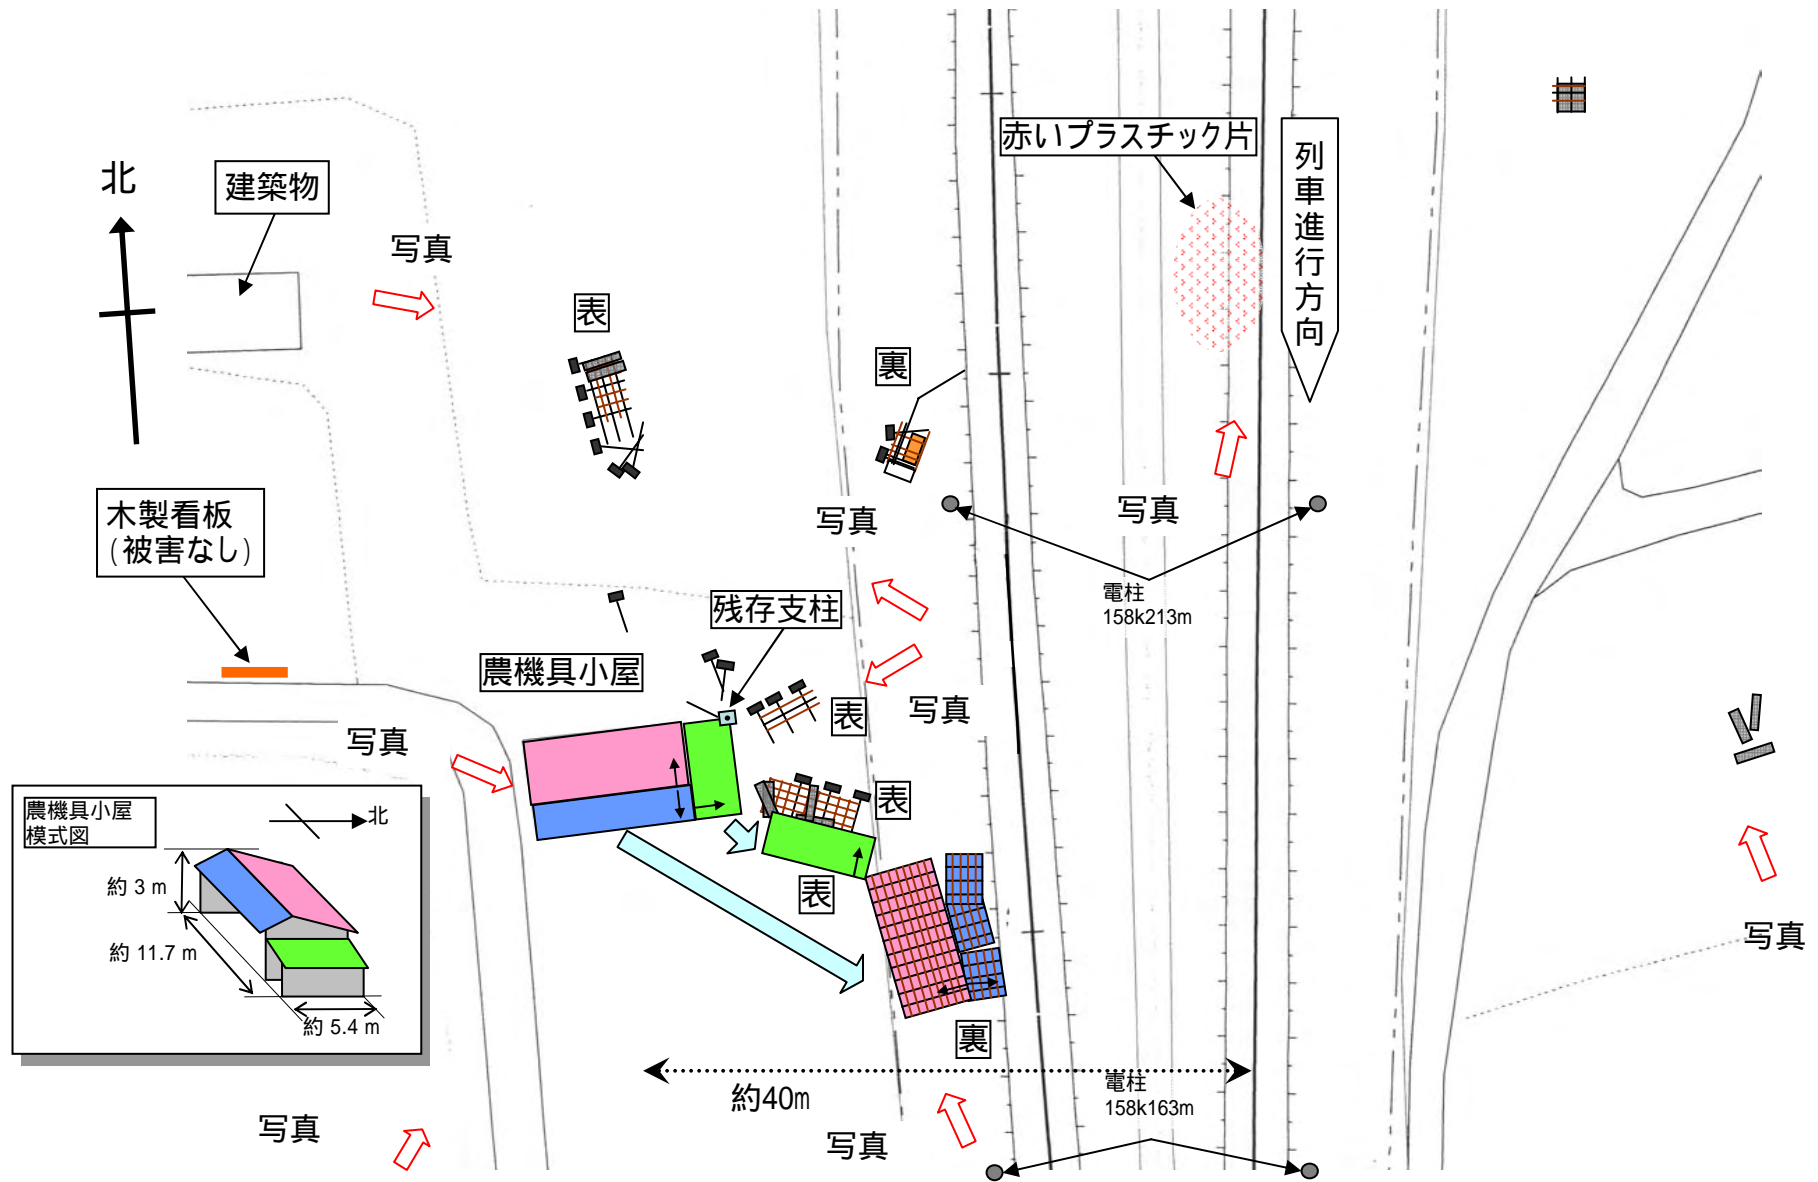 赤いプラスチック片
列車進行方向
北
建築物
写真
表
裏
木製看板
(被害なし)
写真
写真
電柱
158k213m
残存支柱
農機具小屋
表
写真
写真
表
表
農機具小屋
模式図
北
約 3 m
約 11.7 m
約 5.4 m
写真
裏
約40m
電柱
158k163m
写真
写真